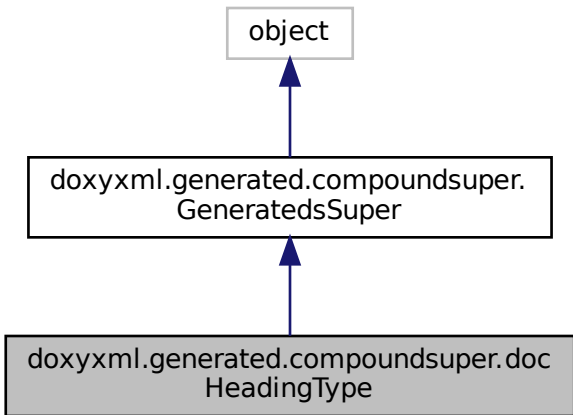 object
doxyxml.generated.compoundsuper.
GeneratedsSuper
doxyxml.generated.compoundsuper.doc
HeadingType